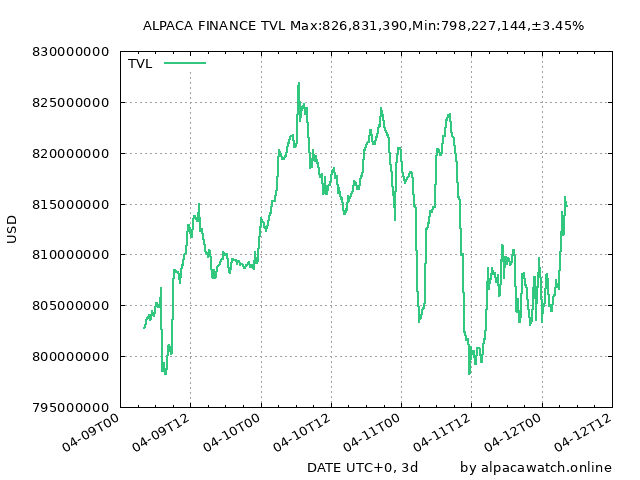 ALPACA FINANCE TVL Max:826,831,390,Min:798,227,144,±3.45%
830000000
TVL
825000000
820000000
815000000
USD
810000000
805000000
800000000
795000000
04-09T00
04-09T12
04-10T00
04-10T12
04-11T00
04-11T12
04-12T00
04-12T12
DATE UTC+0, 3d
by alpacawatch.online